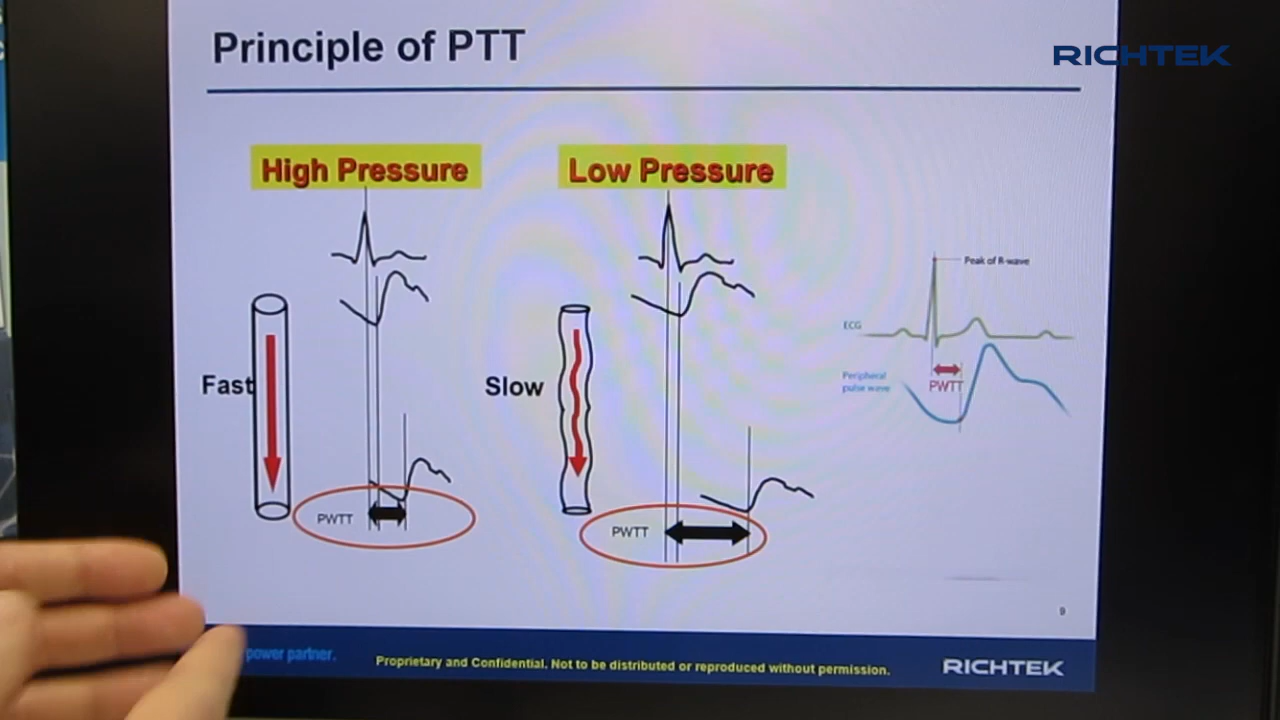 Principle of PTT
RICHTEK
High Pressure
Low Pressure
Peak of R-wave
ECG
Peripheral
pulse wave
PWTT
Fast
Slow
PWTT
PWTT
9
power partner.
Proprietary and Confidential. Not to be distributed or reproduced without permission.
RICHTEK